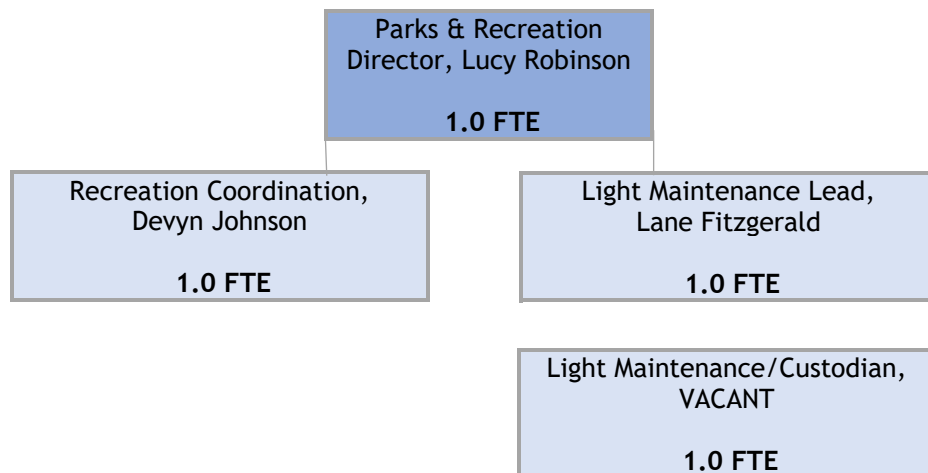 Parks & Recreation
Director, Lucy Robinson
1.0 FTE
Recreation Coordination,
Devyn Johnson
1.0 FTE
Light Maintenance Lead,
Lane Fitzgerald
1.0 FTE
Light Maintenance/Custodian,
VACANT
1.0 FTE